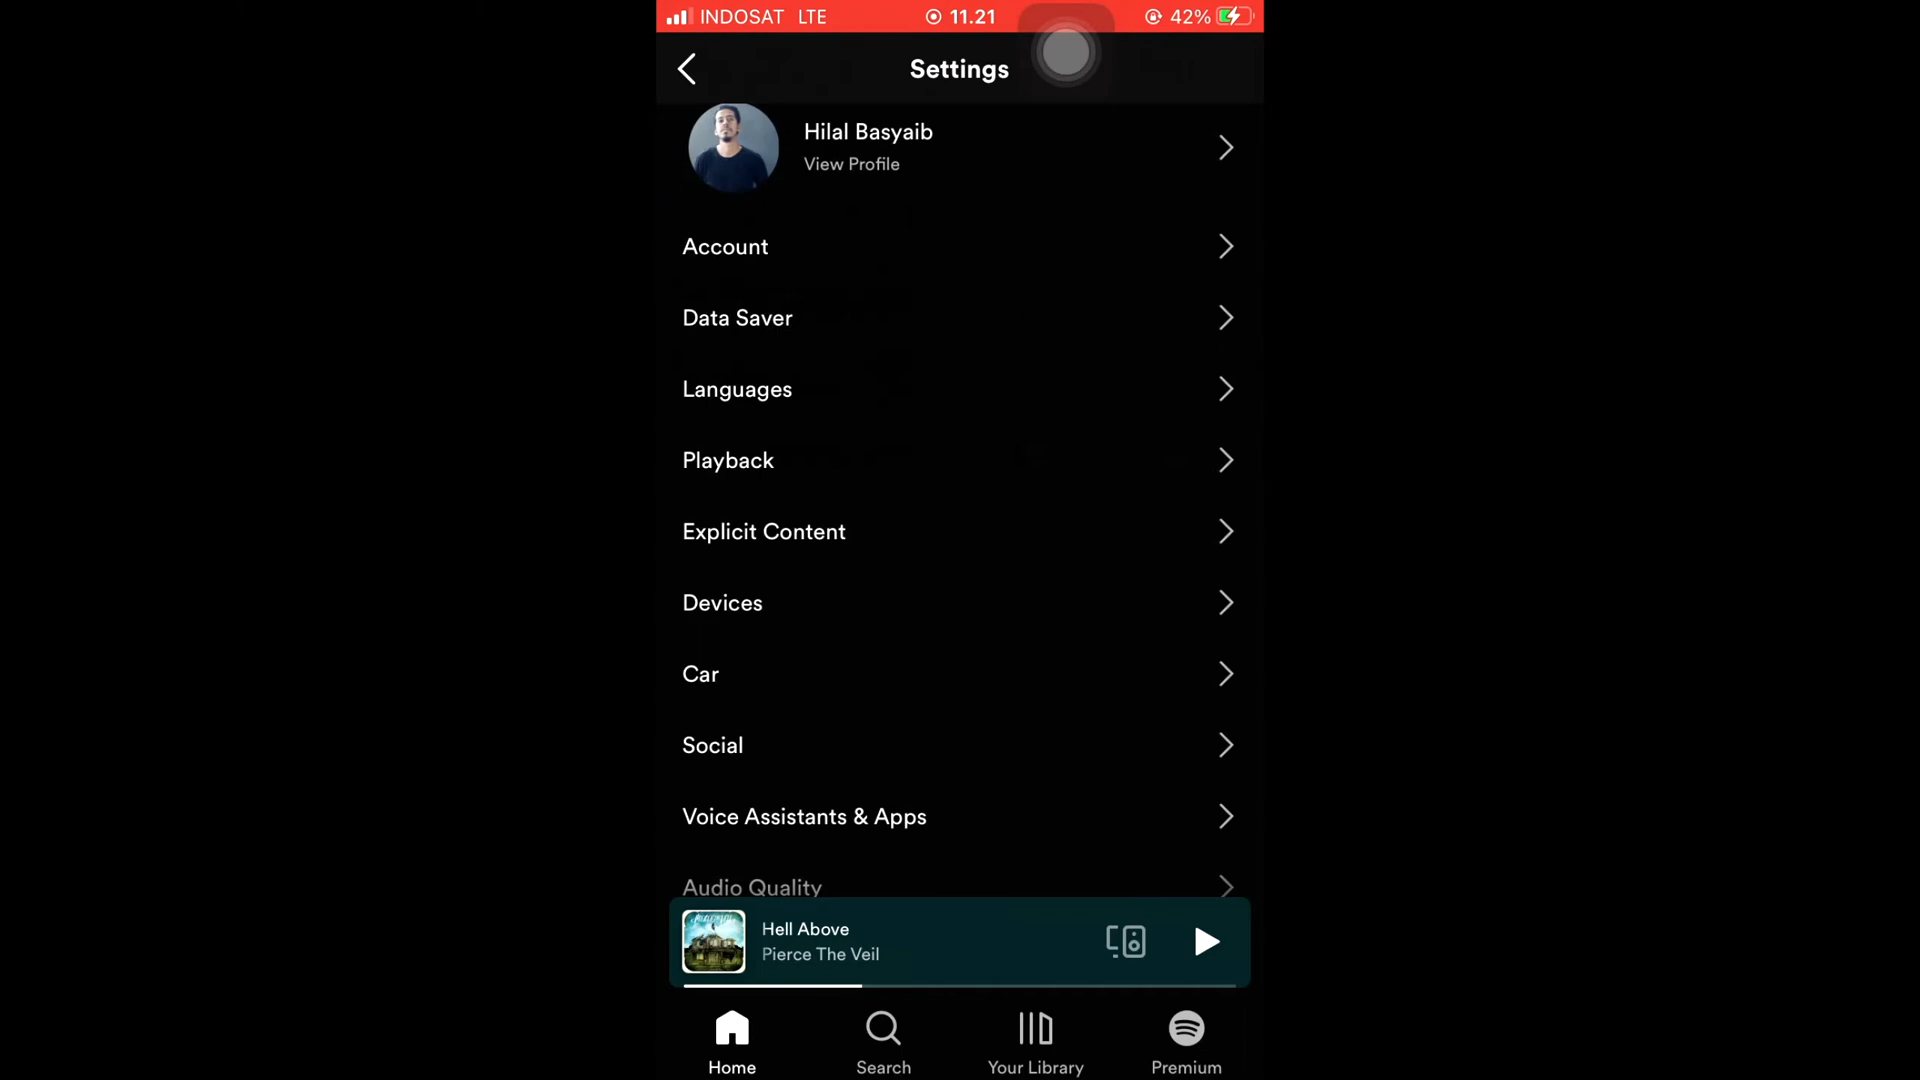 INDOSAT LTE 11.21 42%
Settings
Hilal Basyaib
View Profile
Account
Data Saver
Languages
Playback
Explicit Content
Devices
Car
Social
Voice Assistants & Apps
Audio Quality
Hell Above
Pierce The Veil
Home Search Your Library Premium